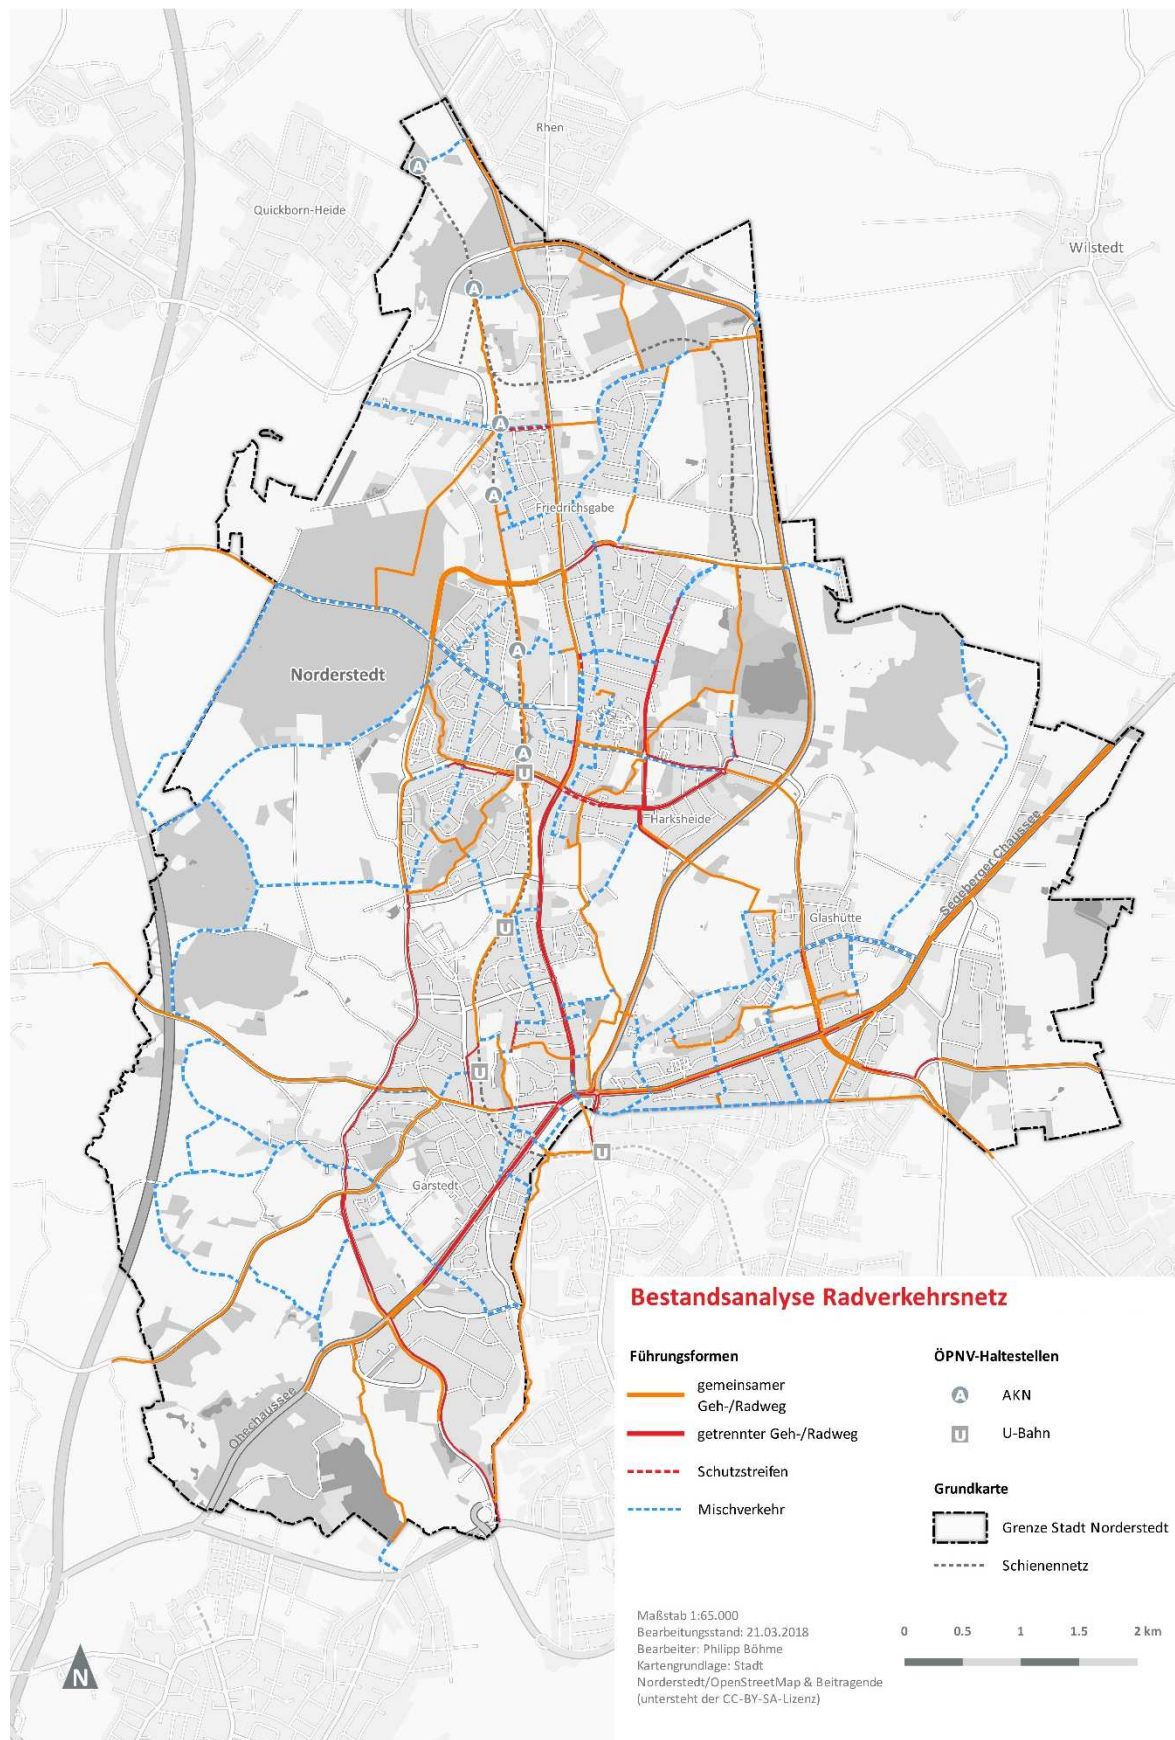 Rhen
A
Quickborn-Heide
Wilstedt
A
A
A
Friedrichsgabe
A
Norderstedt
A
U
Harksheide
Segeberger Chaussee
Glashütte
U
U
U
Garstedt
Ohechaussee
Bestandsanalyse Radverkehrsnetz
Führungsformen
gemeinsamer
Geh-/Radweg
getrennter Geh-/Radweg
Schutzstreifen
Mischverkehr
ÖPNV-Haltestellen
A AKN
U U-Bahn
Grundkarte
Grenze Stadt Norderstedt
Schienennetz
Maßstab 1:65.000
Bearbeitungsstand: 21.03.2018
Bearbeiter: Philipp Böhme
Kartengrundlage: Stadt
Norderstedt/OpenStreetMap & Beitragende
(untersteht der CC-BY-SA-Lizenz)
0 0.5 1 1.5 2 km
N